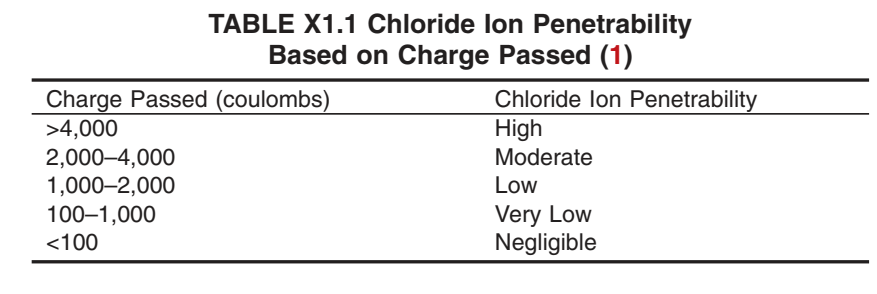 TABLE X1.1 Chloride Ion Penetrability
Based on Charge Passed (1)
Charge Passed (coulombs) Chloride Ion Penetrability
>4,000 High
2,000–4,000 Moderate
1,000–2,000 Low
100–1,000 Very Low
<100 Negligible